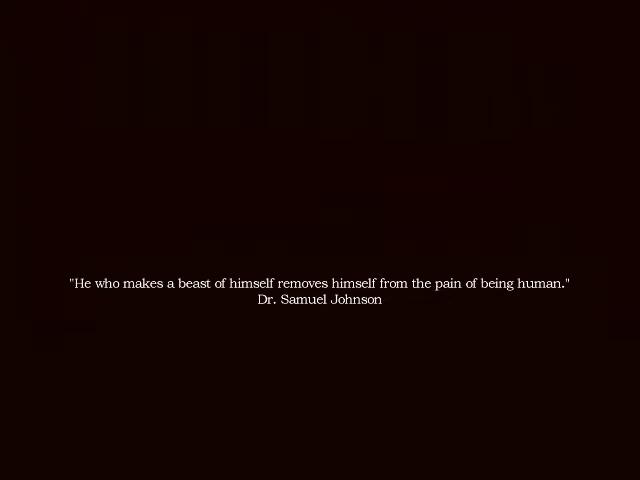 "He who makes a beast of himself removes himself from the pain of being human."
Dr. Samuel Johnson